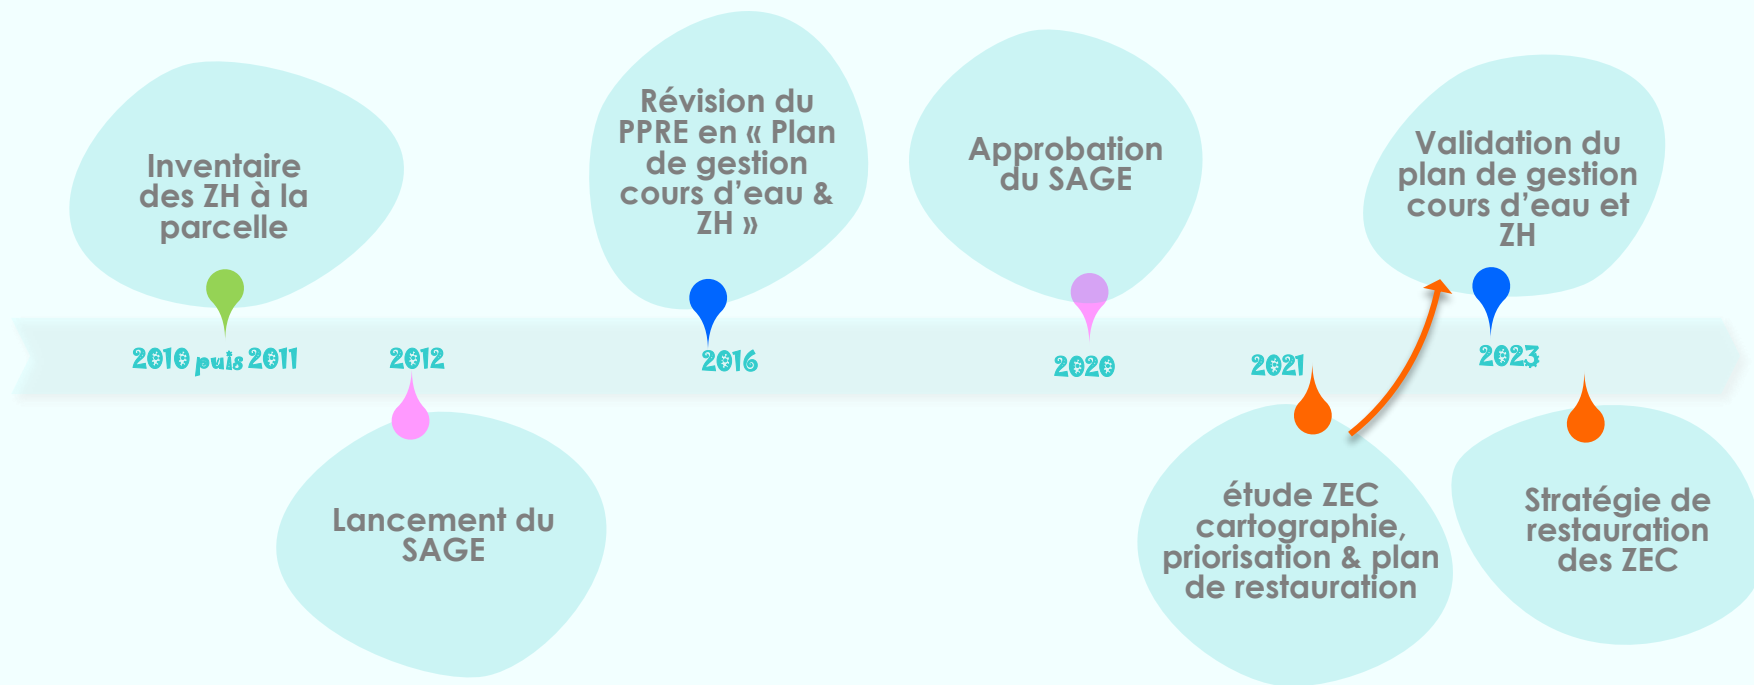 Inventaire
des ZH à la
parcelle
Révision du
PPRE en « Plan
de gestion
cours d'eau &
ZH »
Approbation
du SAGE
Validation du
plan de gestion
cours d'eau et
ZH
2010 puis 2011
2012
2016
2020
2021
2023
Lancement du
SAGE
étude ZEC
cartographie,
priorisation & plan
de restauration
Stratégie de
restauration
des ZEC